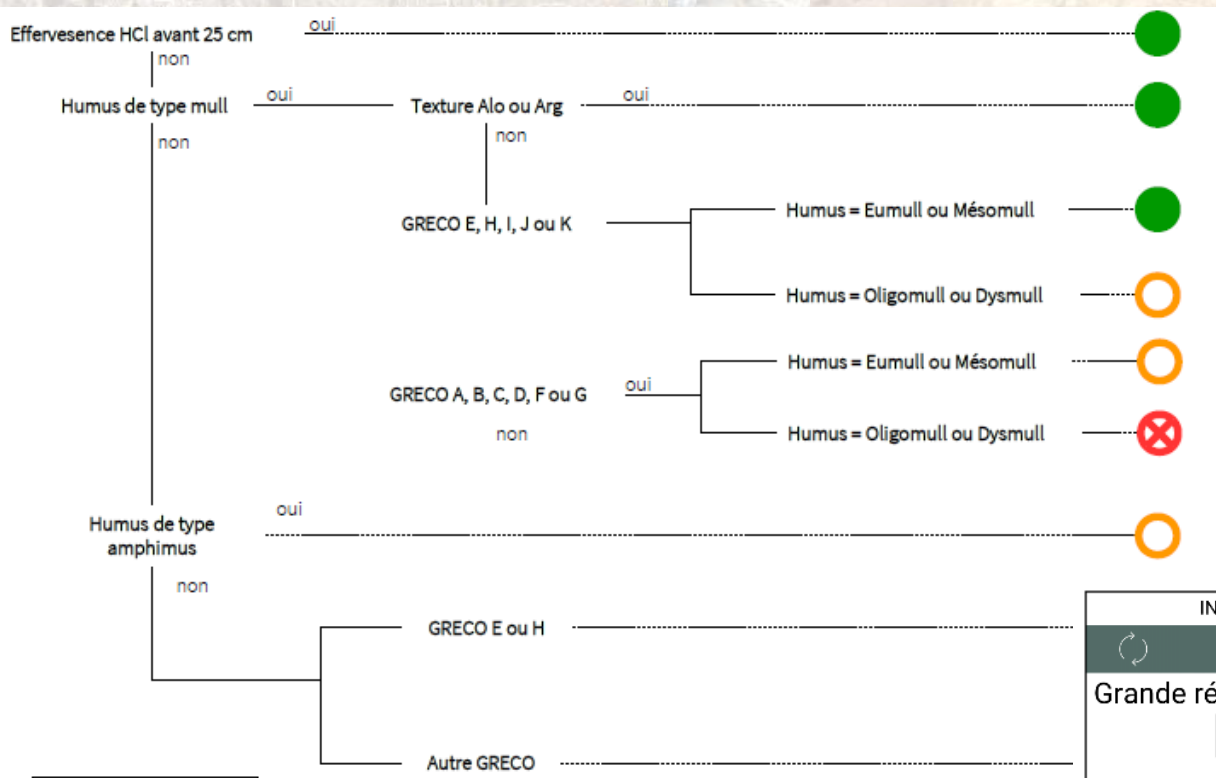 Effervesence HCl avant 25 cm
oui
non
Humus de type mull
oui
Texture Alo ou Arg
oui
non
non
GRECO E, H, I, J ou K
Humus = Eumull ou Mésomull
Humus = Oligomull ou Dysmull
GRECO A, B, C, D, F ou G
oui
non
Humus = Eumull ou Mésomull
Humus = Oligomull ou Dysmull
Humus de type
amphimus
oui
non
GRECO E ou H
Autre GRECO
IN
Grande ré